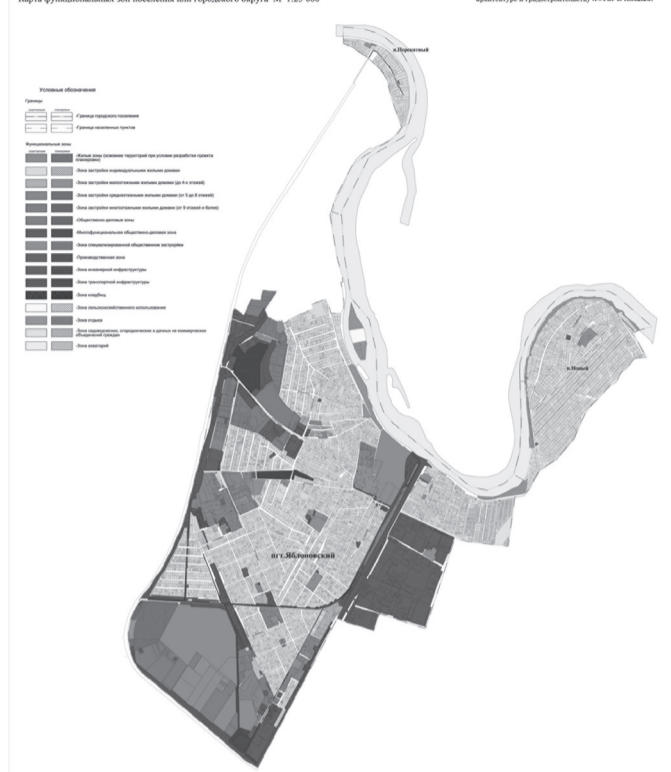 Карта функциональных зон поселения или городского округа М 1:25 000
п.Перекатный
Условные обозначения
Границы
-Граница городского поселения
-Граница населенных пунктов
Функциональные зоны
-Жилые зоны (освоение территорий при условии разработки проекта
планировки)
-Зона застройки индивидуальными жилыми домами
-Зона застройки малоэтажными жилыми домами (до 4-х этажей)
-Зона застройки среднеэтажными жилыми домами (от 5 до 8 этажей)
-Зона застройки многоэтажными жилыми домами (от 9 этажей и более)
-Общественно-деловые зоны
-Многофункциональная общественно-деловая зона
-Зона специализированной общественной застройки
-Производственная зона
-Зона инженерной инфраструктуры
-Зона транспортной инфраструктуры
-Зона кладбищ
-Зона сельскохозяйственного использования
-Зона отдыха
-Зона садоводческих, огороднических и дачных некоммерческих
объединений граждан
-Зона акваторий
п.Новый
пгт.Яблоновский